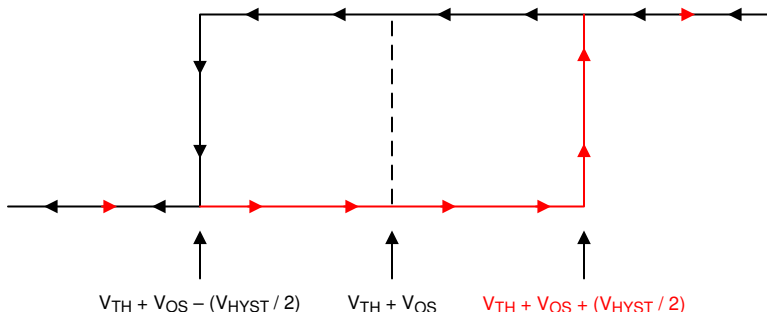 VTH + VOS – (VHYST / 2)
VTH + VOS
VTH + VOS + (VHYST / 2)